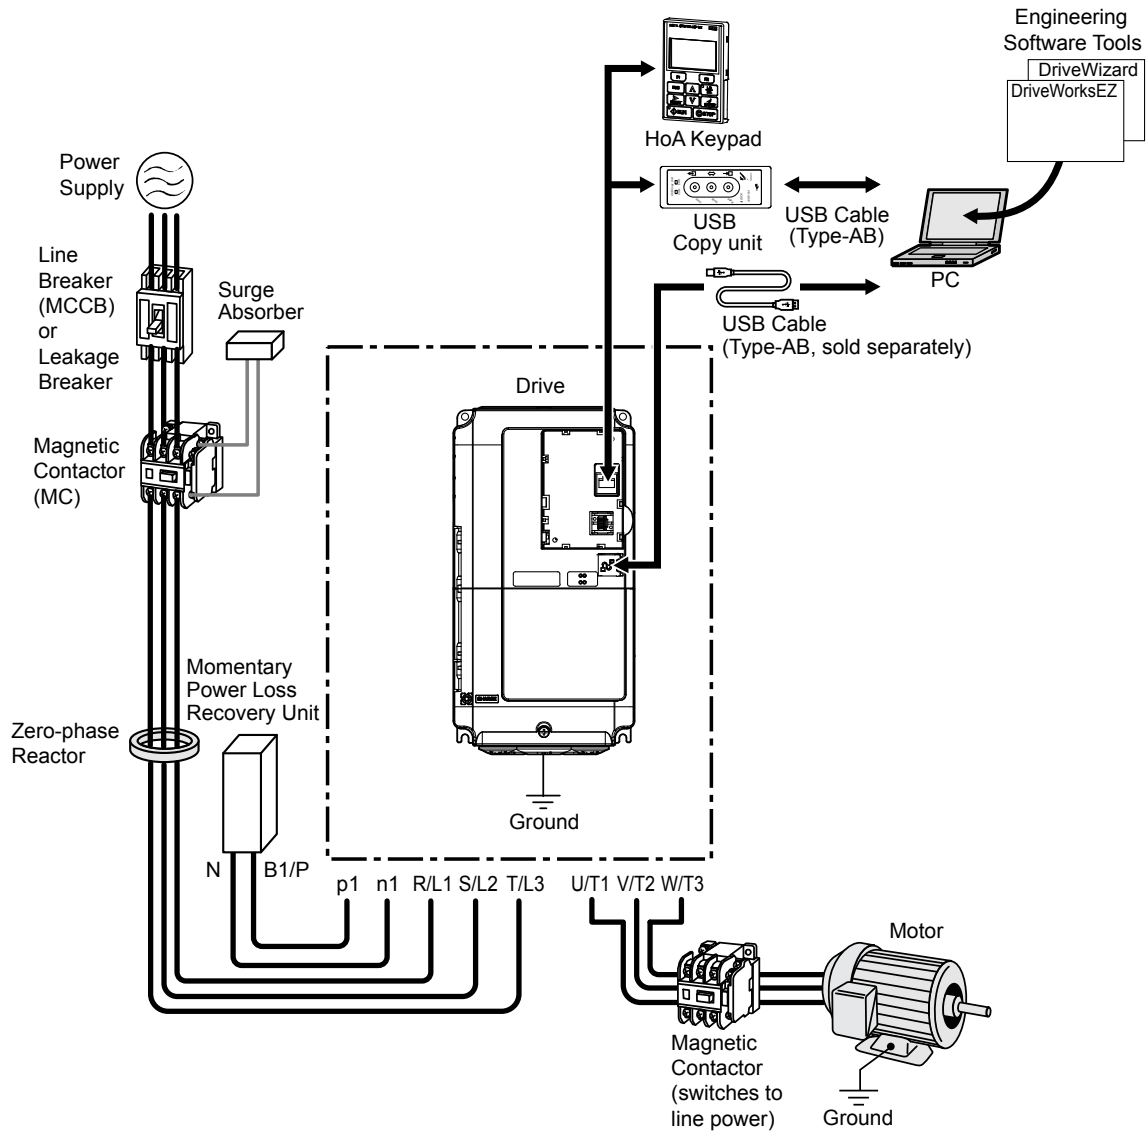 Engineering
Software Tools
DriveWizard
DriveWorksEZ
HoA Keypad
Power
Supply
USB
Copy unit
USB Cable
(Type-AB)
PC
Line
Breaker
(MCCB)
or
Leakage
Breaker
Surge
Absorber
USB Cable
(Type-AB, sold separately)
Drive
Magnetic
Contactor
(MC)
Momentary
Power Loss
Recovery Unit
Zero-phase
Reactor
Ground
N
B1/P
p1
n1
R/L1
S/L2
T/L3
U/T1
V/T2
W/T3
Motor
Magnetic
Contactor
(switches to
line power)
Ground